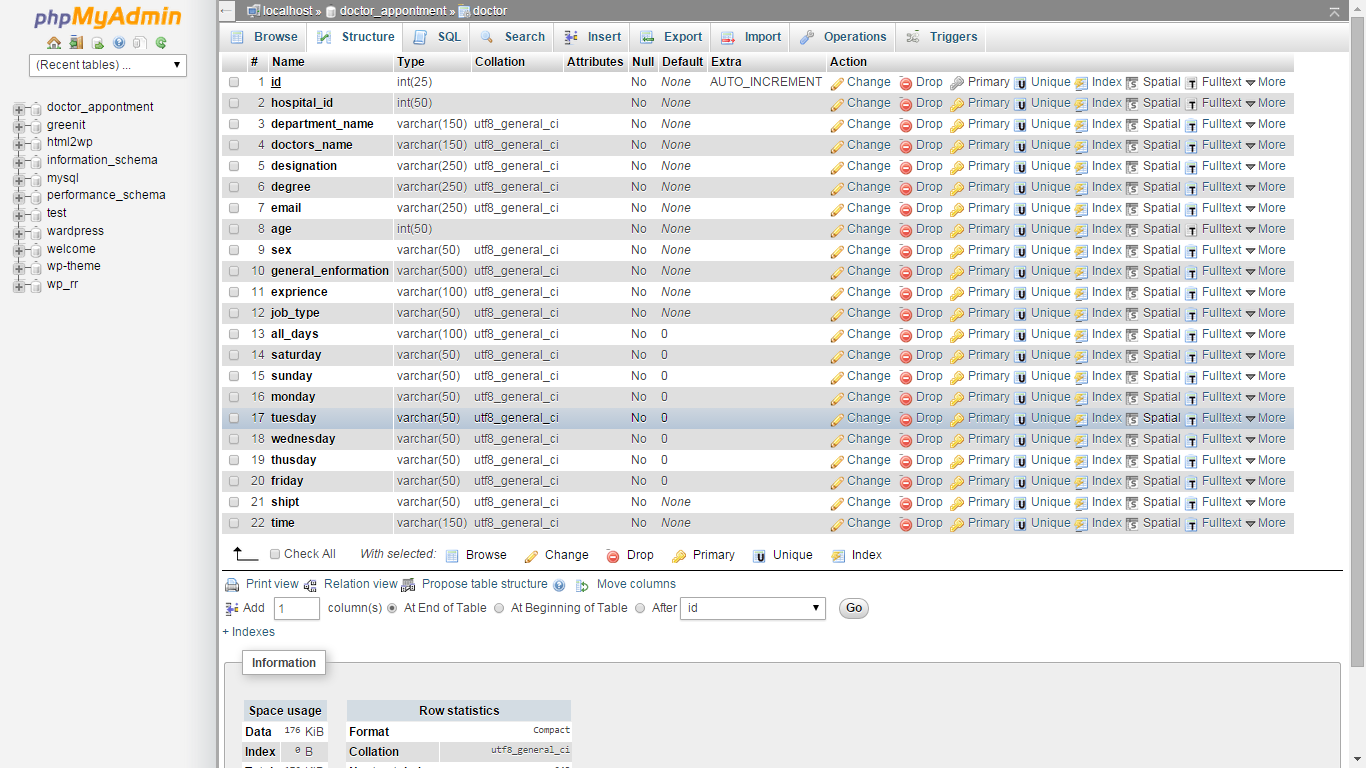 phpMyAdmin
(Recent tables) ...
doctor_appontment
greenit
html2wp
information_schema
mysql
performance_schema
test
wardpress
welcome
wp-theme
wp_rr
localhost » doctor_appontment » doctor
Browse Structure SQL Search Insert Export Import Operations Triggers
# Name Type Collation Attributes Null Default Extra Action
1 id int(25) No None AUTO_INCREMENT Change Drop Primary Unique Index Spatial Fulltext More
2 hospital_id int(50) No None Change Drop Primary Unique Index Spatial Fulltext More
3 department_name varchar(150) utf8_general_ci No None Change Drop Primary Unique Index Spatial Fulltext More
4 doctors_name varchar(150) utf8_general_ci No None Change Drop Primary Unique Index Spatial Fulltext More
5 designation varchar(250) utf8_general_ci No None Change Drop Primary Unique Index Spatial Fulltext More
6 degree varchar(250) utf8_general_ci No None Change Drop Primary Unique Index Spatial Fulltext More
7 email varchar(250) utf8_general_ci No None Change Drop Primary Unique Index Spatial Fulltext More
8 age int(50) No None Change Drop Primary Unique Index Spatial Fulltext More
9 sex varchar(50) utf8_general_ci No None Change Drop Primary Unique Index Spatial Fulltext More
10 general_enformation varchar(500) utf8_general_ci No None Change Drop Primary Unique Index Spatial Fulltext More
11 exprience varchar(100) utf8_general_ci No None Change Drop Primary Unique Index Spatial Fulltext More
12 job_type varchar(50) utf8_general_ci No None Change Drop Primary Unique Index Spatial Fulltext More
13 all_days varchar(100) utf8_general_ci No 0 Change Drop Primary Unique Index Spatial Fulltext More
14 saturday varchar(50) utf8_general_ci No 0 Change Drop Primary Unique Index Spatial Fulltext More
15 sunday varchar(50) utf8_general_ci No 0 Change Drop Primary Unique Index Spatial Fulltext More
16 monday varchar(50) utf8_general_ci No 0 Change Drop Primary Unique Index Spatial Fulltext More
17 tuesday varchar(50) utf8_general_ci No 0 Change Drop Primary Unique Index Spatial Fulltext More
18 wednesday varchar(50) utf8_general_ci No 0 Change Drop Primary Unique Index Spatial Fulltext More
19 thusday varchar(50) utf8_general_ci No 0 Change Drop Primary Unique Index Spatial Fulltext More
20 friday varchar(50) utf8_general_ci No 0 Change Drop Primary Unique Index Spatial Fulltext More
21 shipt varchar(50) utf8_general_ci No None Change Drop Primary Unique Index Spatial Fulltext More
22 time varchar(150) utf8_general_ci No None Change Drop Primary Unique Index Spatial Fulltext More
Check All With selected: Browse Change Drop Primary Unique Index
Print view Relation view Propose table structure Move columns
Add 1 column(s) At End of Table At Beginning of Table After id Go
+ Indexes
Information
Space usage Row statistics
Data 176 KiB Format Compact
Index 0 B Collation utf8_general_ci